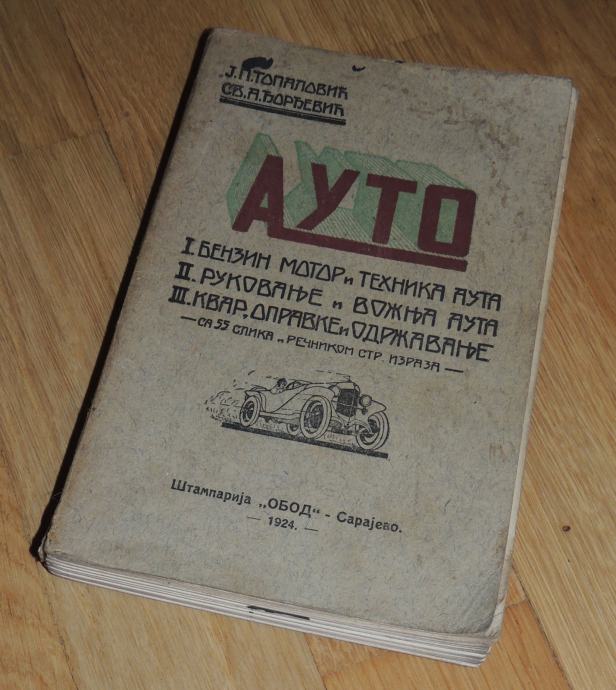 Ј.П.ТОПАЛОВИЋ
СВ.А.ЂОРЂЕВИЋ
АУТО
I. БЕНЗИН МОТОР и ТЕХНИКА АУТА
II. РУКОВАЊЕ и ВОЖЊА АУТА
III. КВАР, ОПРАВКЕ и ОДРЖАВАЊЕ
— СА 55 СЛИКА и РЕЧНИКОМ СТР. ИЗРАЗА —
Штампарија „ОБОД“ - Сарајево.
— 1924. —